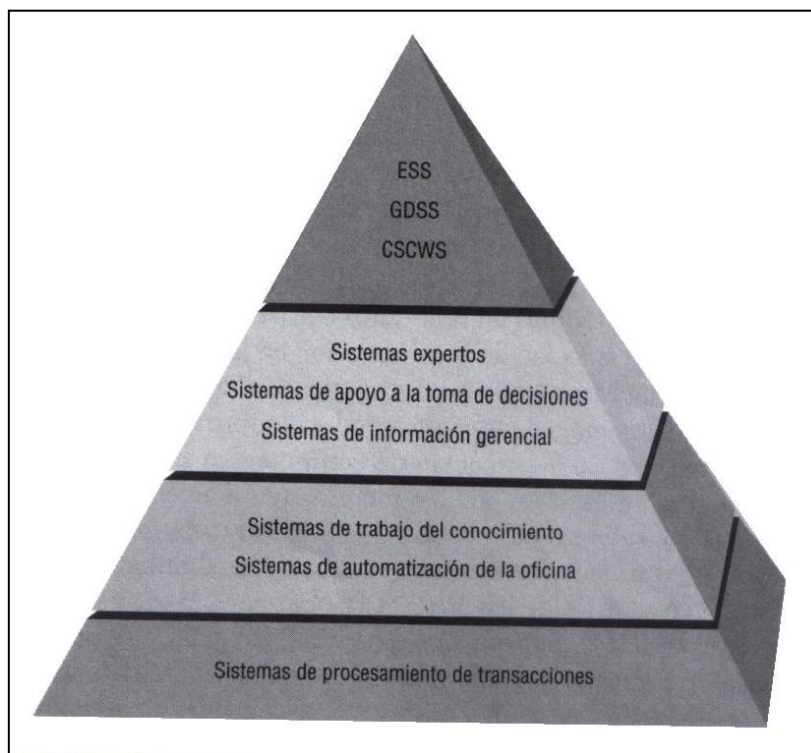 ESS
GDSS
CSCWS
Sistemas expertos
Sistemas de apoyo a la toma de decisiones
Sistemas de información gerencial
Sistemas de trabajo del conocimiento
Sistemas de automatización de la oficina
Sistemas de procesamiento de transacciones